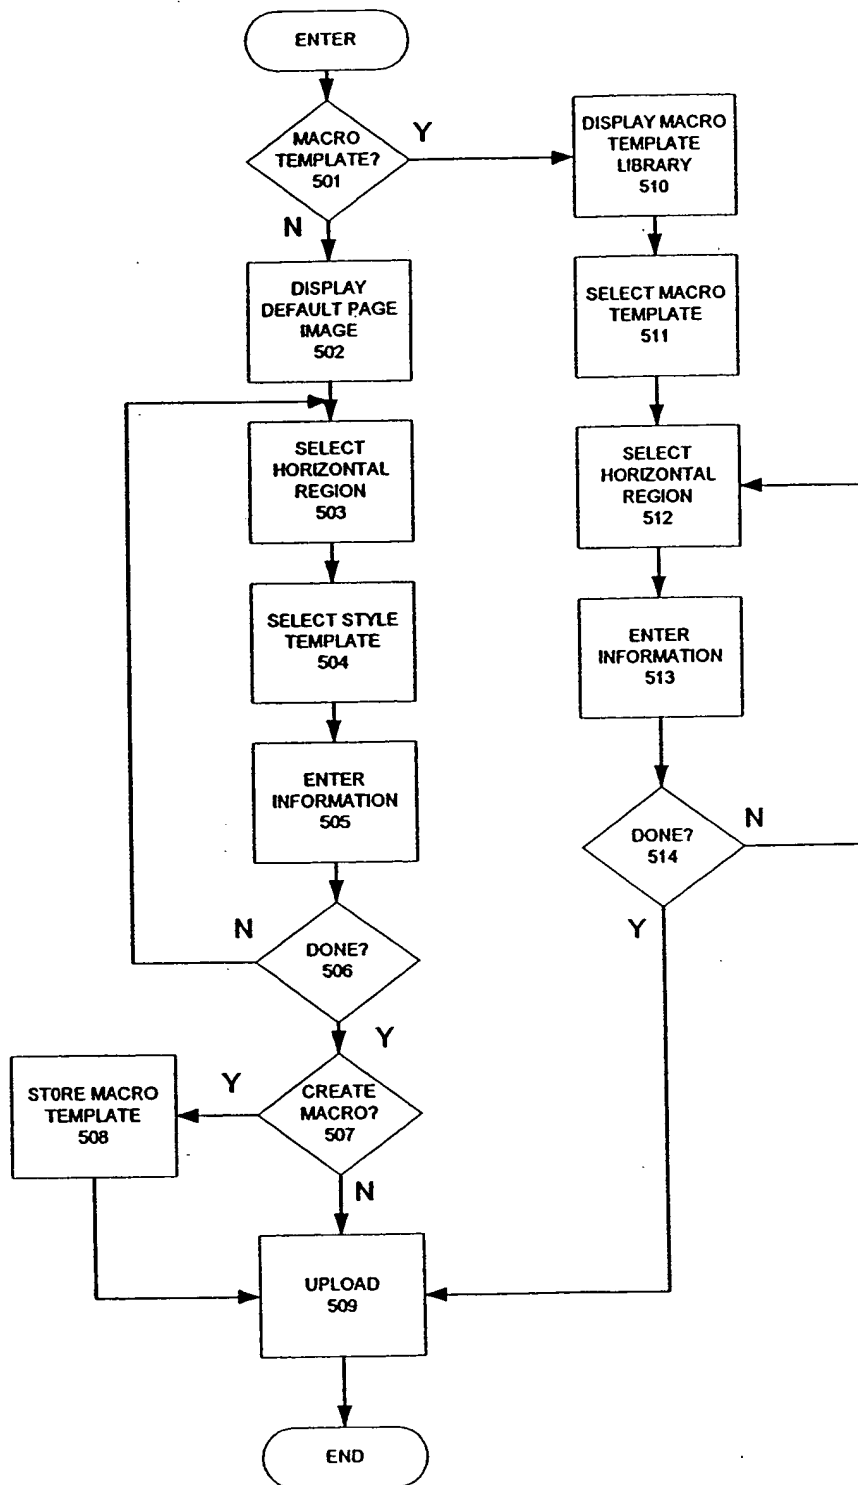 ENTER
MACRO
TEMPLATE?
501
Y
N
DISPLAY
DEFAULT PAGE
IMAGE
502
SELECT
HORIZONTAL
REGION
503
SELECT STYLE
TEMPLATE
504
ENTER
INFORMATION
505
DONE?
506
N
Y
CREATE
MACRO?
507
Y
N
STORE MACRO
TEMPLATE
508
UPLOAD
509
END
DISPLAY MACRO
TEMPLATE
LIBRARY
510
SELECT MACRO
TEMPLATE
511
SELECT
HORIZONTAL
REGION
512
ENTER
INFORMATION
513
DONE?
514
N
Y